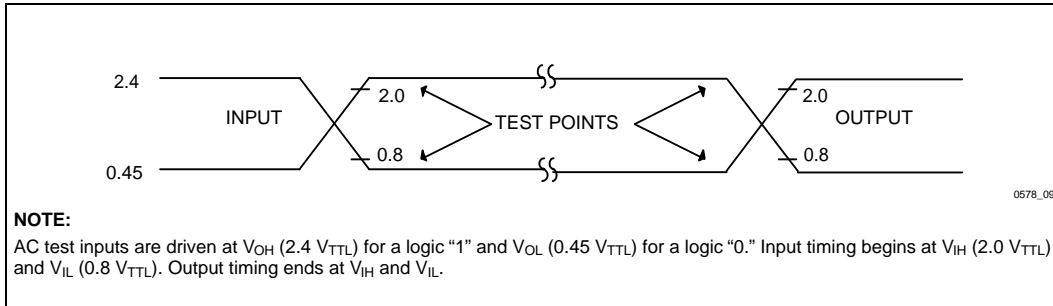 2.4
INPUT
2.0
TEST POINTS
2.0
OUTPUT
0.8
0.8
0.45
0578_09
NOTE:
AC test inputs are driven at VOH (2.4 VTTL) for a logic “1” and VOL (0.45 VTTL) for a logic “0.” Input timing begins at VIH (2.0 VTTL)
and VIL (0.8 VTTL). Output timing ends at VIH and VIL.